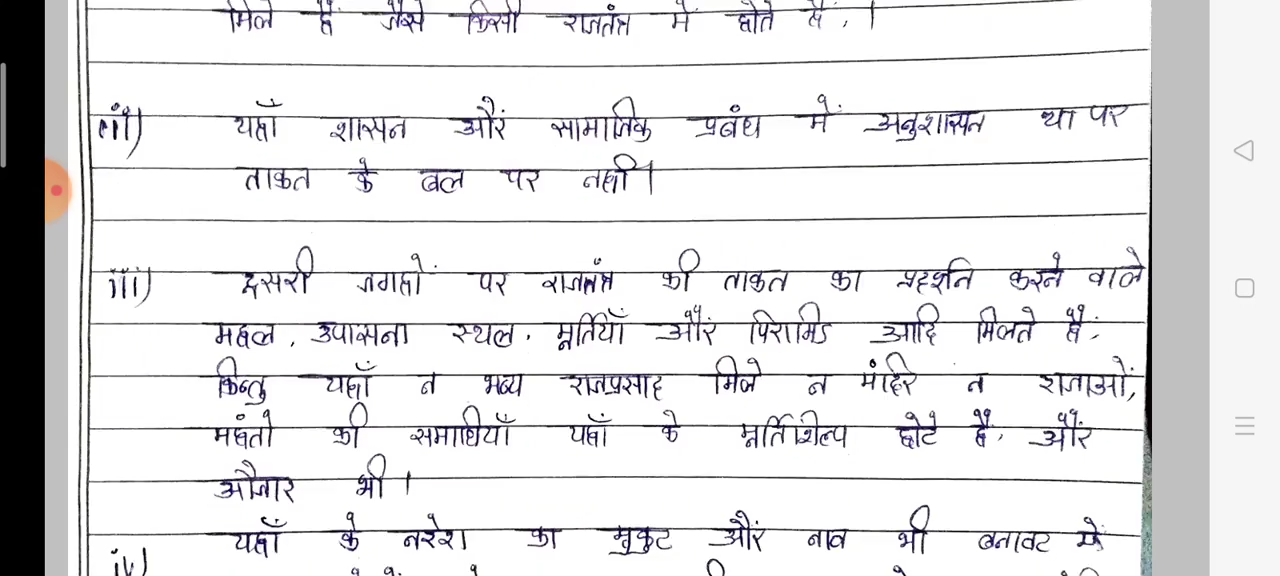 मिले हैं जैसे किसी राजतंत्र में होते हैं, ।
ii) यहाँ शासन और सामाजिक प्रबंध में अनुशासन था पर
ताकत के बल पर नहीं।
iii) दूसरी जगहों पर राजतंत्र की ताकत का प्रदर्शन करने वाले
महल, उपासना स्थल, मूर्तियाँ और पिरामिड आदि मिलते हैं,
किन्तु यहाँ न भव्य राजप्रसाद मिले न मंदिर न राजाओं,
महंतो की समाधियाँ यहाँ के मूर्तिशिल्प छोटे हैं, और
औजार भी ।
iv) यहाँ के नरेश का मुकुट और नाव भी बनावट में